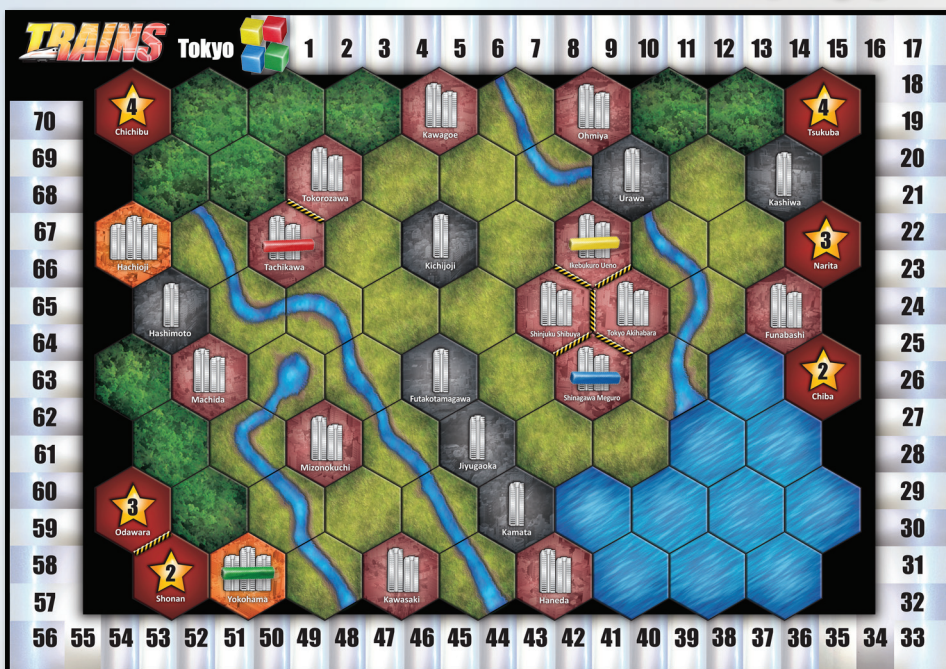 TRAINS Tokyo
1 2 3 4 5 6 7 8 9 10 11 12 13 14 15 16 17
18
4 Chichibu
Kawagoe
Ohmiya
4 Tsukuba
70
19
69
20
Tokorozawa
Urawa
Kashiwa
68
21
67
22
Hachioji
Tachikawa
Kichijoji
Ikebukuro Ueno
3 Narita
66
23
65
24
Hashimoto
Shinjuku Shibuya
Tokyo Akihabara
Funabashi
64
25
63
26
Machida
Futakotamagawa
Shinagawa Meguro
2 Chiba
62
27
61
28
Mizonokuchi
Jiyugaoka
60
29
59
30
3 Odawara
Kamata
58
31
2 Shonan
Yokohama
Kawasaki
Haneda
57
32
56 55 54 53 52 51 50 49 48 47 46 45 44 43 42 41 40 39 38 37 36 35 34 33